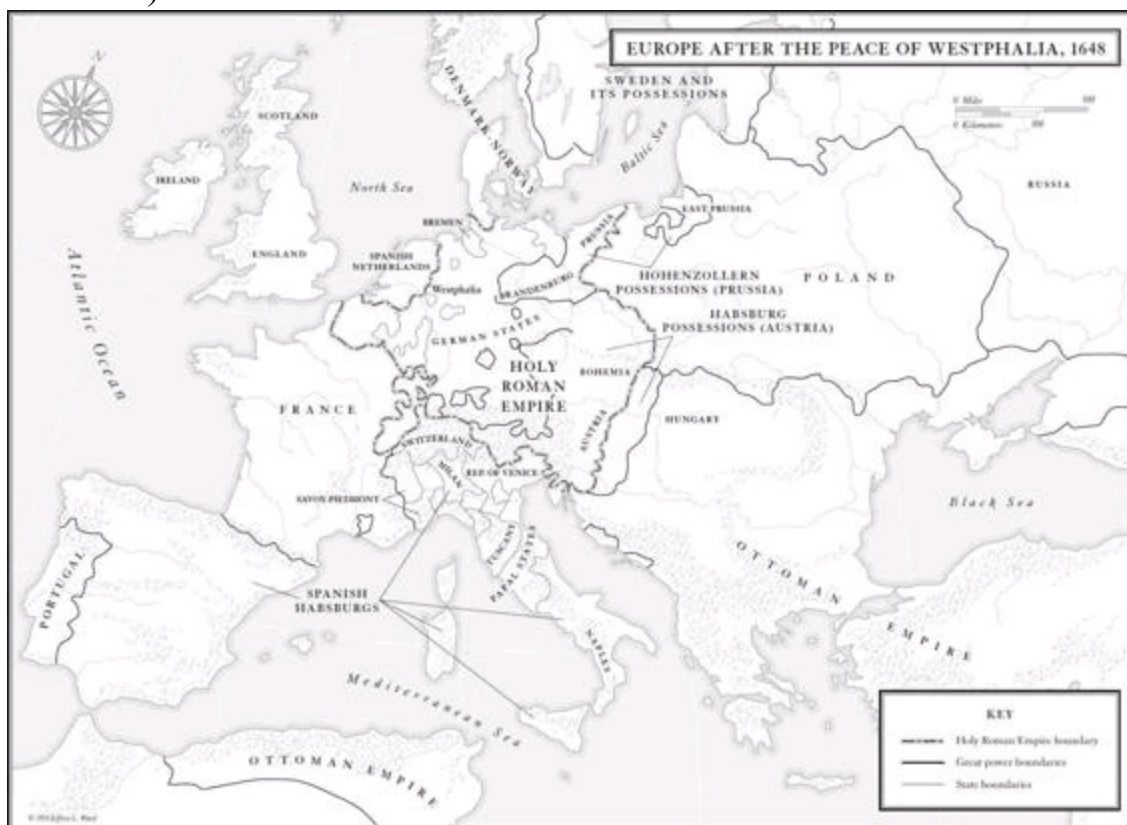 )
EUROPE AFTER THE PEACE OF WESTPHALIA, 1648
N
SWEDEN AND
ITS POSSESSIONS
DENMARK-NORWAY
SCOTLAND
Baltic Sea
IRELAND
North Sea
RUSSIA
EAST PRUSSIA
BREMEN
PRUSSIA
ENGLAND
SPANISH
NETHERLANDS
Atlantic Ocean
Westphalia
BRANDENBURG
HOHENZOLLERN
POSSESSIONS (PRUSSIA)
POLAND
HABSBURG
POSSESSIONS (AUSTRIA)
GERMAN STATES
HOLY
ROMAN
EMPIRE
BOHEMIA
FRANCE
HUNGARY
AUSTRIA
SWITZERLAND
MILAN
REP. OF VENICE
SAVOY-PIEDMONT
Black Sea
TUSCANY
PAPAL STATES
PORTUGAL
SPANISH
HABSBURGS
OTTOMAN EMPIRE
NAPLES
Mediterranean Sea
OTTOMAN EMPIRE
KEY
Holy Roman Empire boundary
Great power boundaries
State boundaries